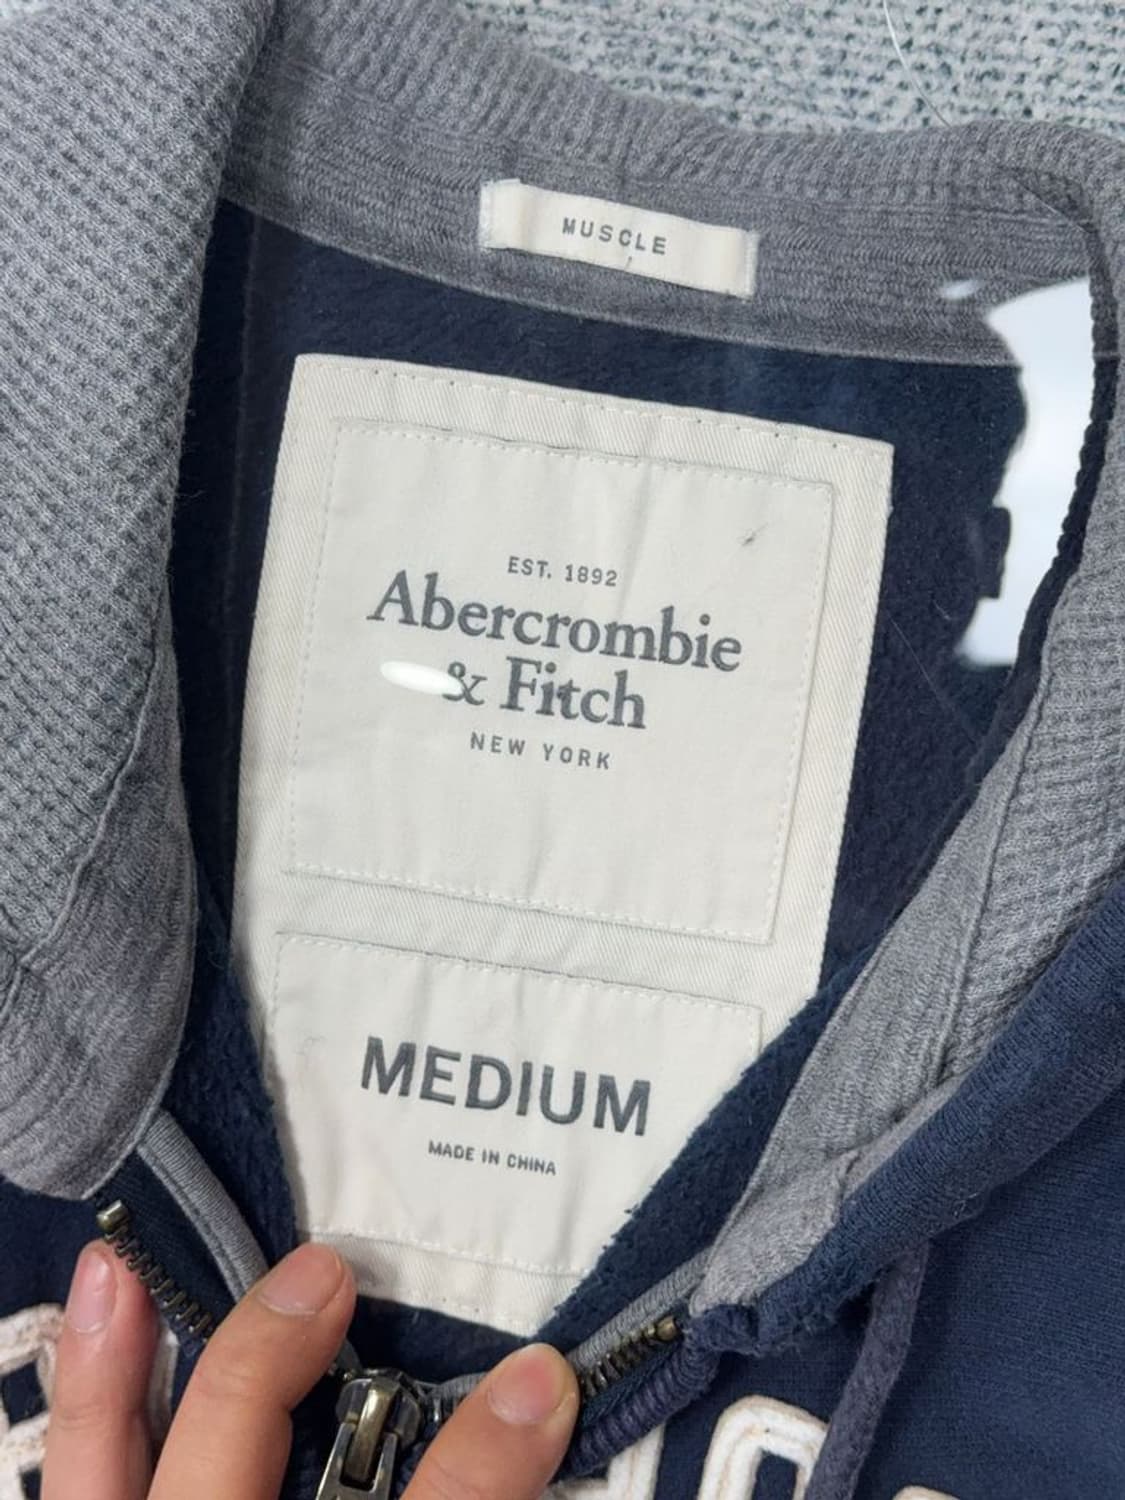 MUSCLE
EST. 1892
Abercrombie
& Fitch
NEW YORK
MEDIUM
MADE IN CHINA